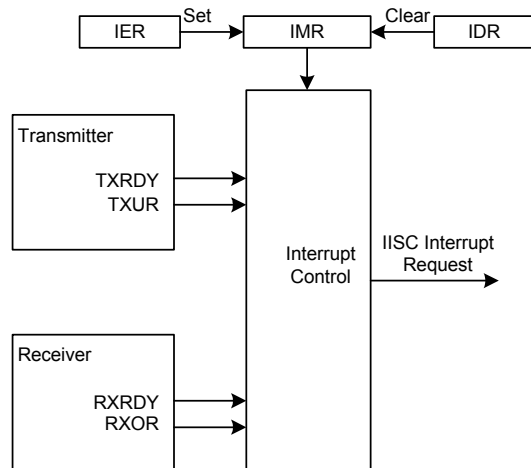 Set
Clear
IER
IMR
IDR
Transmitter
TXRDY
TXUR
Interrupt
Control
IISC Interrupt
Request
Receiver
RXRDY
RXOR